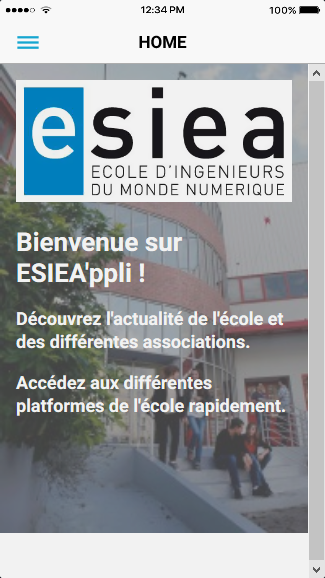 12:34 PM
100%
HOME
esiea
ECOLE D'INGENIEURS
DU MONDE NUMERIQUE
Bienvenue sur
ESIEA'ppli !
Découvrez l'actualité de l'école et
des différentes associations.
Accédez aux différentes
platformes de l'école rapidement.